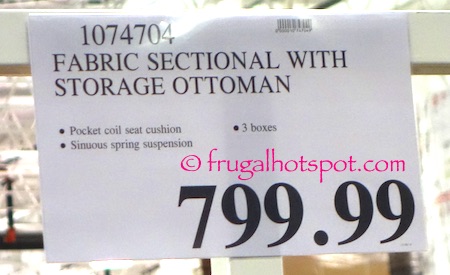 1074704
FABRIC SECTIONAL WITH
STORAGE OTTOMAN
• Pocket coil seat cushion
• 3 boxes
• Sinuous spring suspension
© frugalhotspot.com
799.99